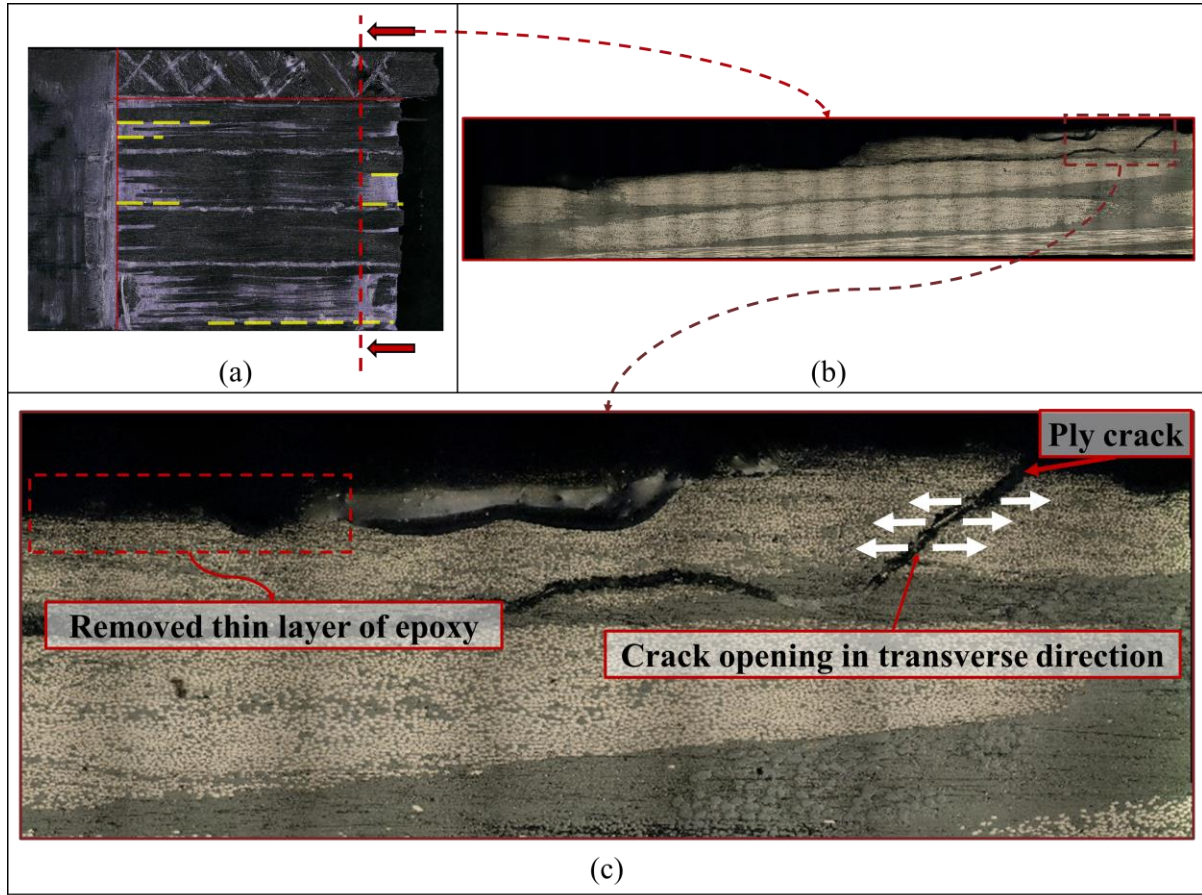 (a)
(b)
Ply crack
Removed thin layer of epoxy
Crack opening in transverse direction
(c)